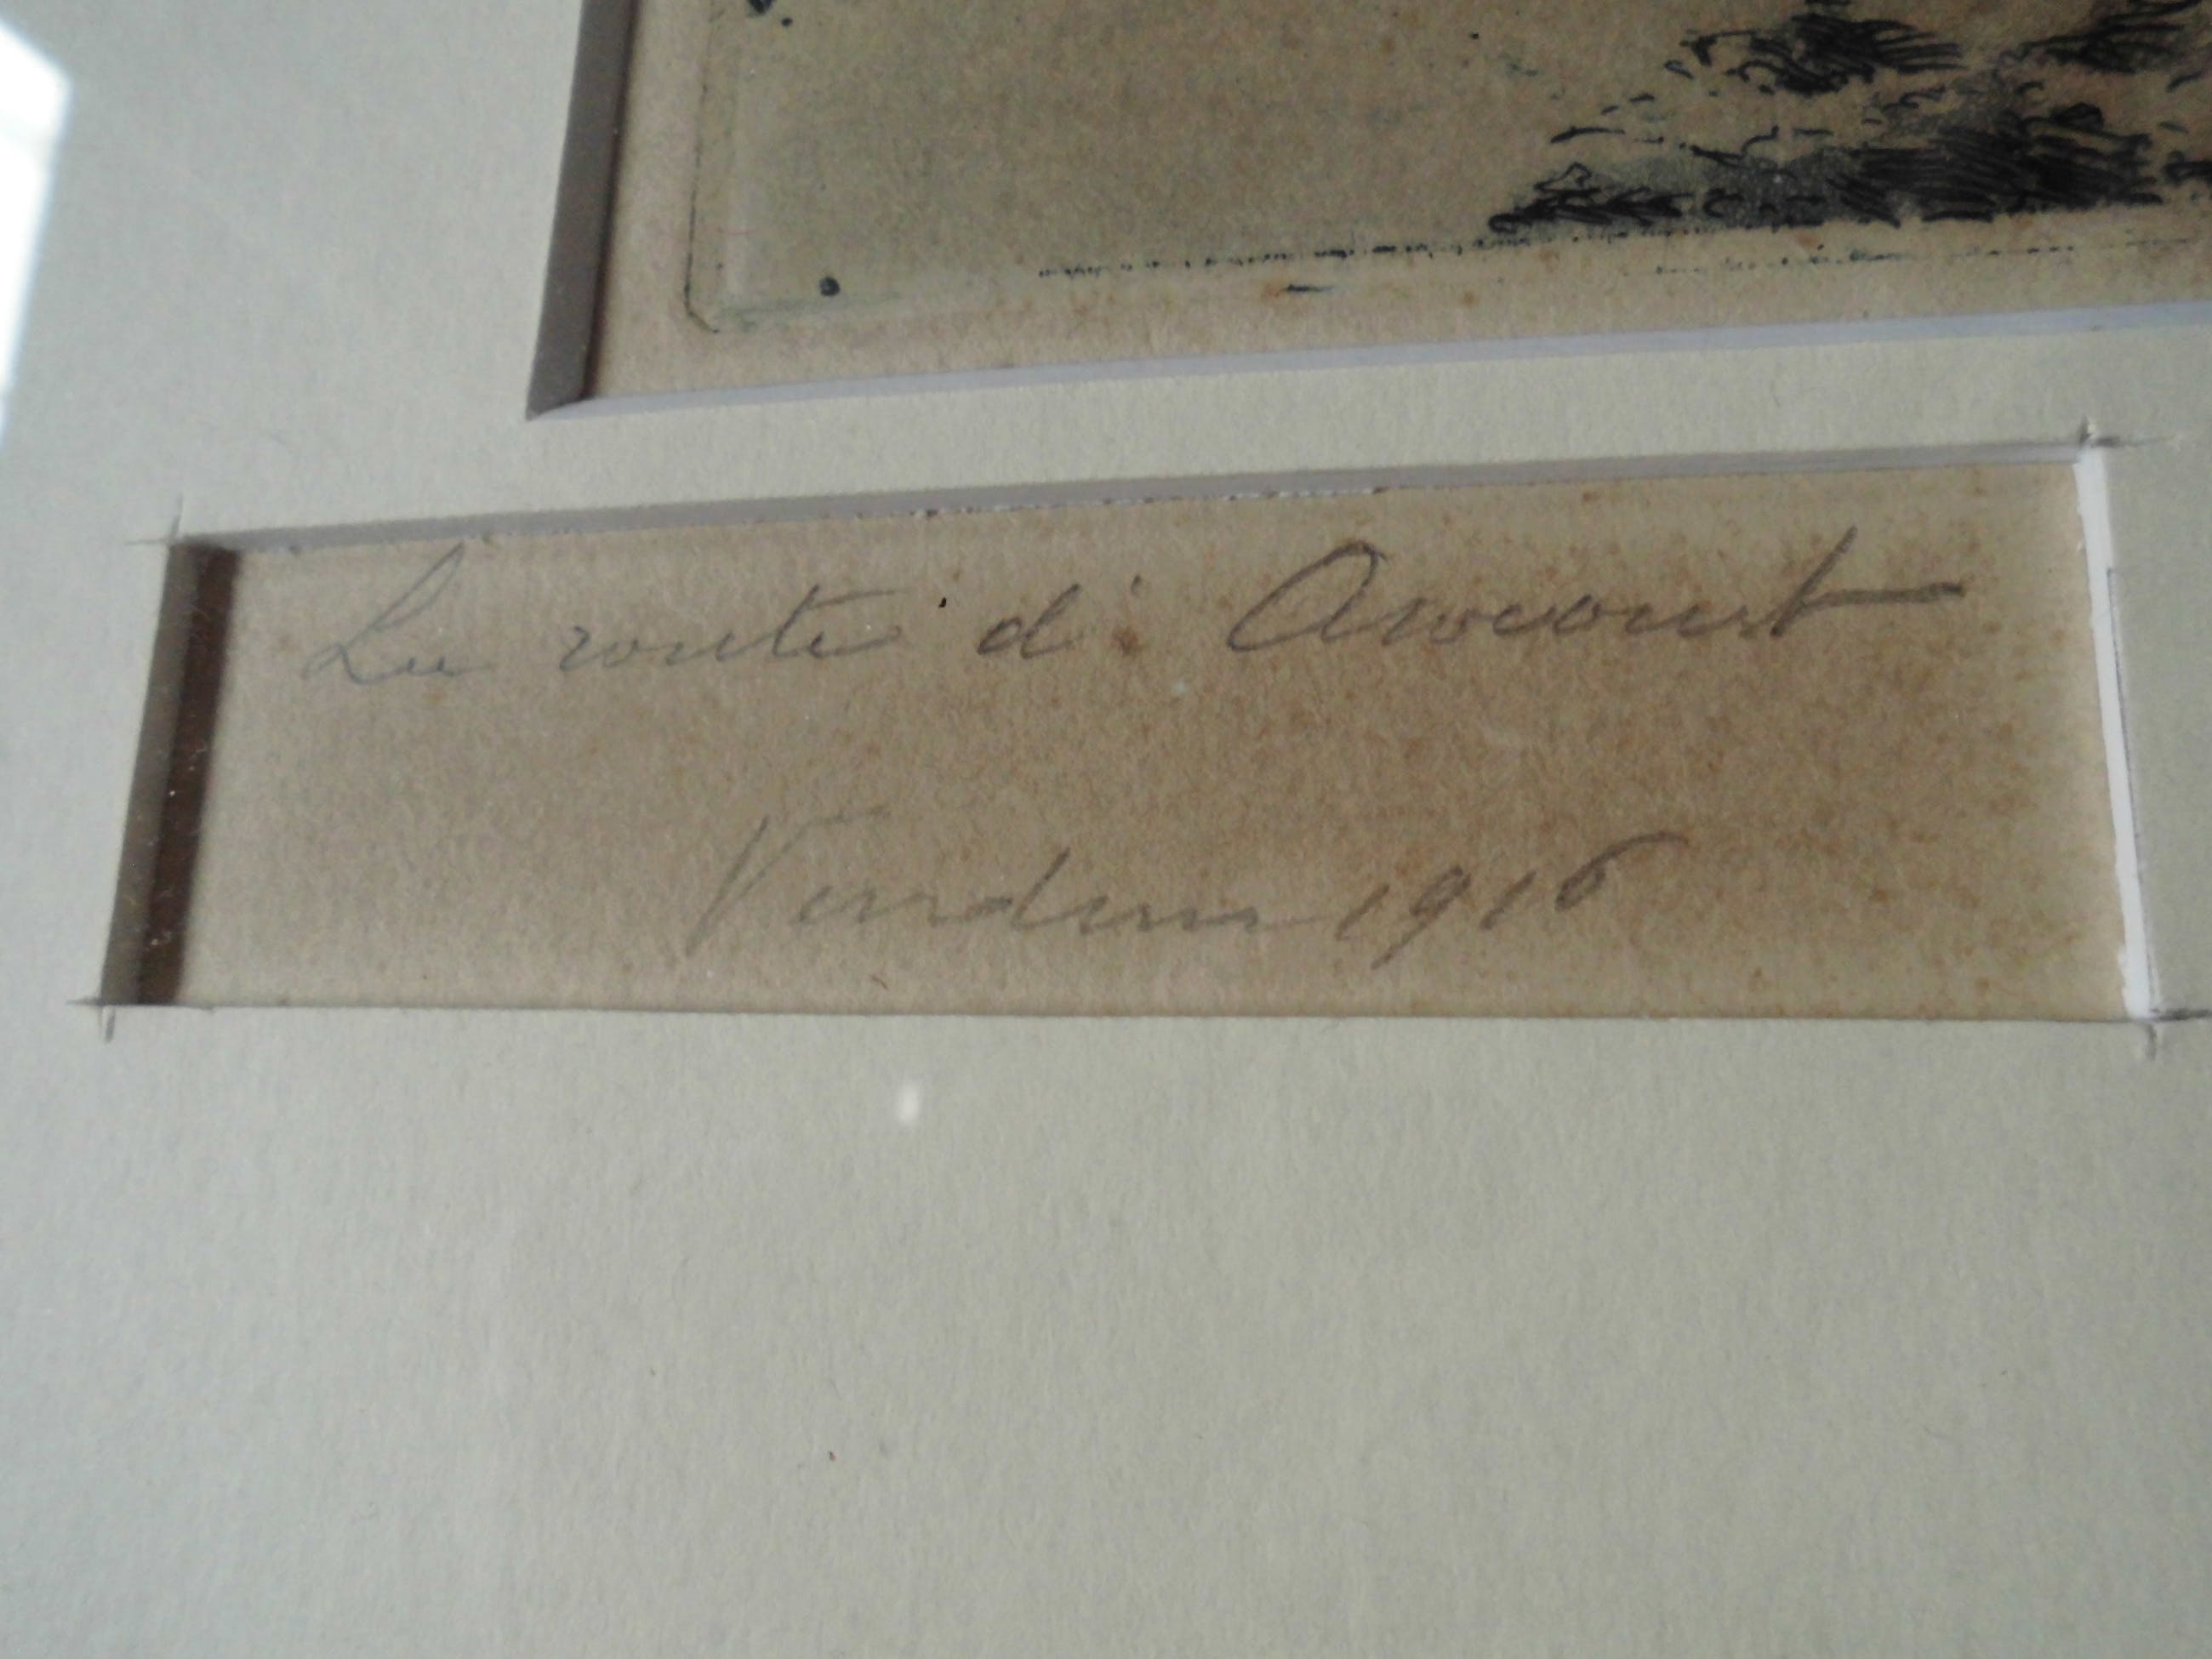 La route d' Avocourt
Verdun 1916